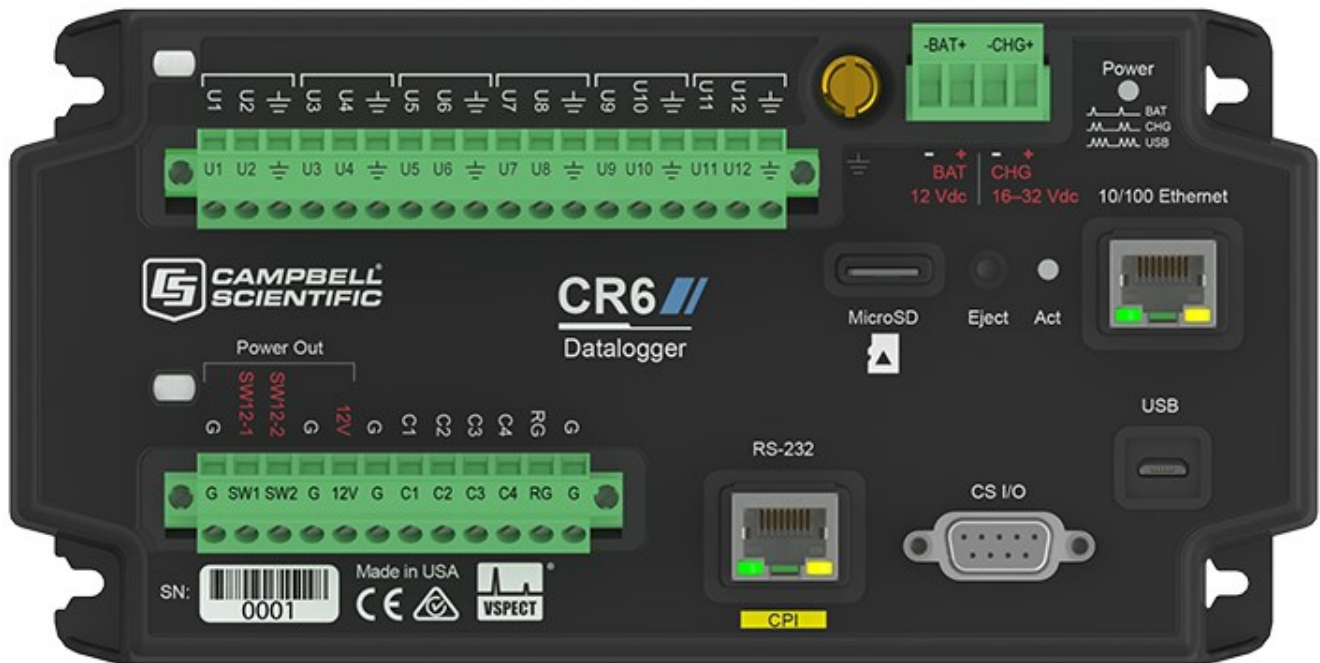 -BAT+ -CHG+
Power
BAT
CHG
USB
U1 U2 U3 U4 U5 U6 U7 U8 U9 U10 U11 U12
U1 U2 U3 U4 U5 U6 U7 U8 U9 U10 U11 U12
- + - +
BAT CHG
12 Vdc 16–32 Vdc
10/100 Ethernet
CS CAMPBELL
SCIENTIFIC
CR6
Datalogger
MicroSD Eject Act
Power Out
G SW12-1 SW12-2 G 12V G C1 C2 C3 C4 RG G
G SW1 SW2 G 12V G C1 C2 C3 C4 RG G
USB
RS-232
CS I/O
SN:
0001
Made in USA
CE
VSPECT ®
CPI